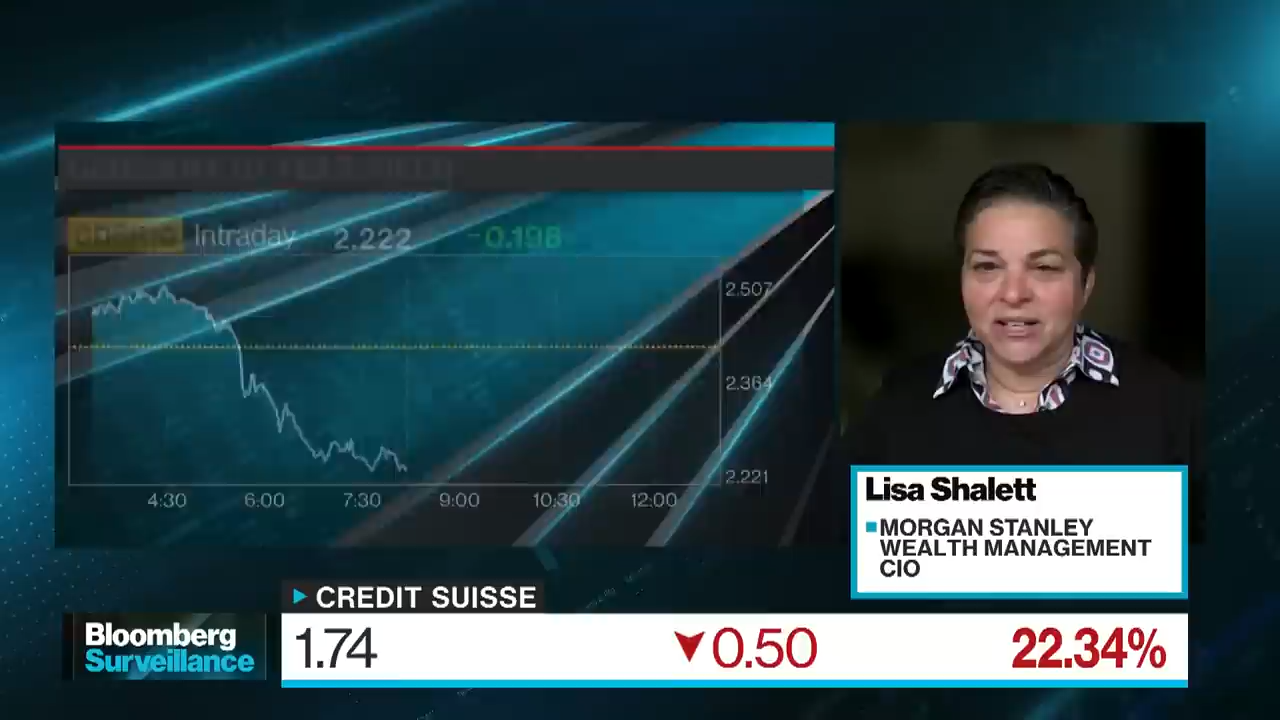 Intraday 2.222 -0.198
2.507
2.364
2.221
4:30 6:00 7:30 9:00 10:30 12:00
Lisa Shalett
MORGAN STANLEY
WEALTH MANAGEMENT
CIO
CREDIT SUISSE
Bloomberg
Surveillance
1.74 0.50 22.34%